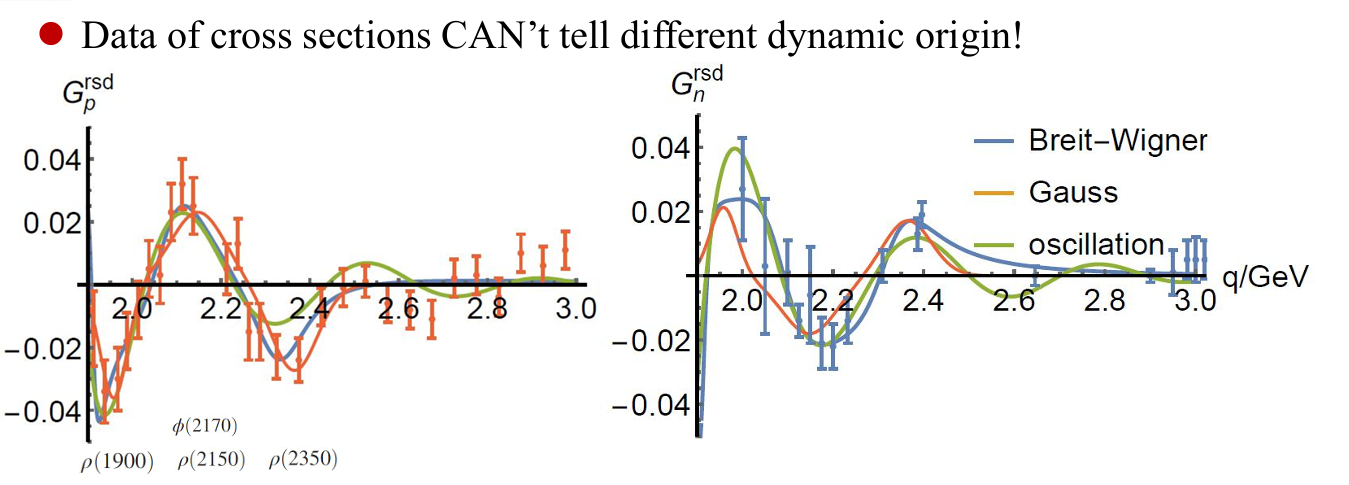 Data of cross sections CAN’t tell different dynamic origin!
G_p^rsd
0.04
0.02
−0.02
−0.04
2.0 2.2 2.4 2.6 2.8 3.0
ϕ(2170)
ρ(1900) ρ(2150) ρ(2350)
G_n^rsd
0.04
0.02
−0.02
−0.04
2.0 2.2 2.4 2.6 2.8 3.0
q/GeV
Breit−Wigner
Gauss
oscillation